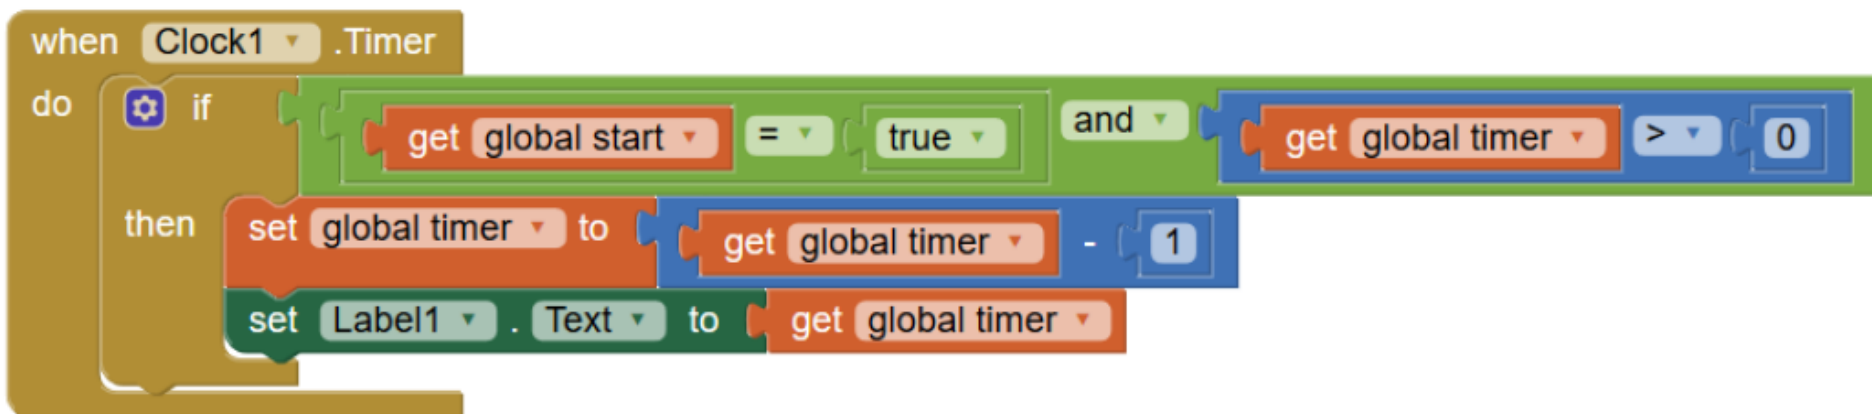 when Clock1 .Timer
do if get global start = true and get global timer > 0
then set global timer to get global timer - 1
set Label1 . Text to get global timer